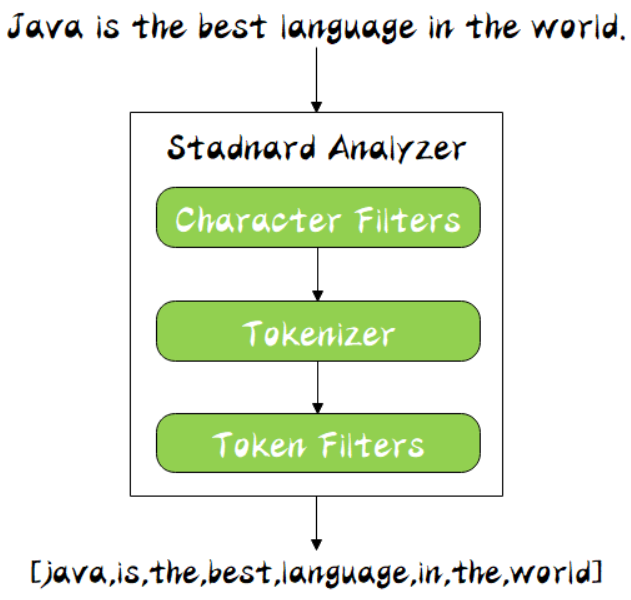 Java is the best language in the world.
Stadnard Analyzer
Character Filters
Tokenizer
Token Filters
[java,is,the,best,language,in,the,world]